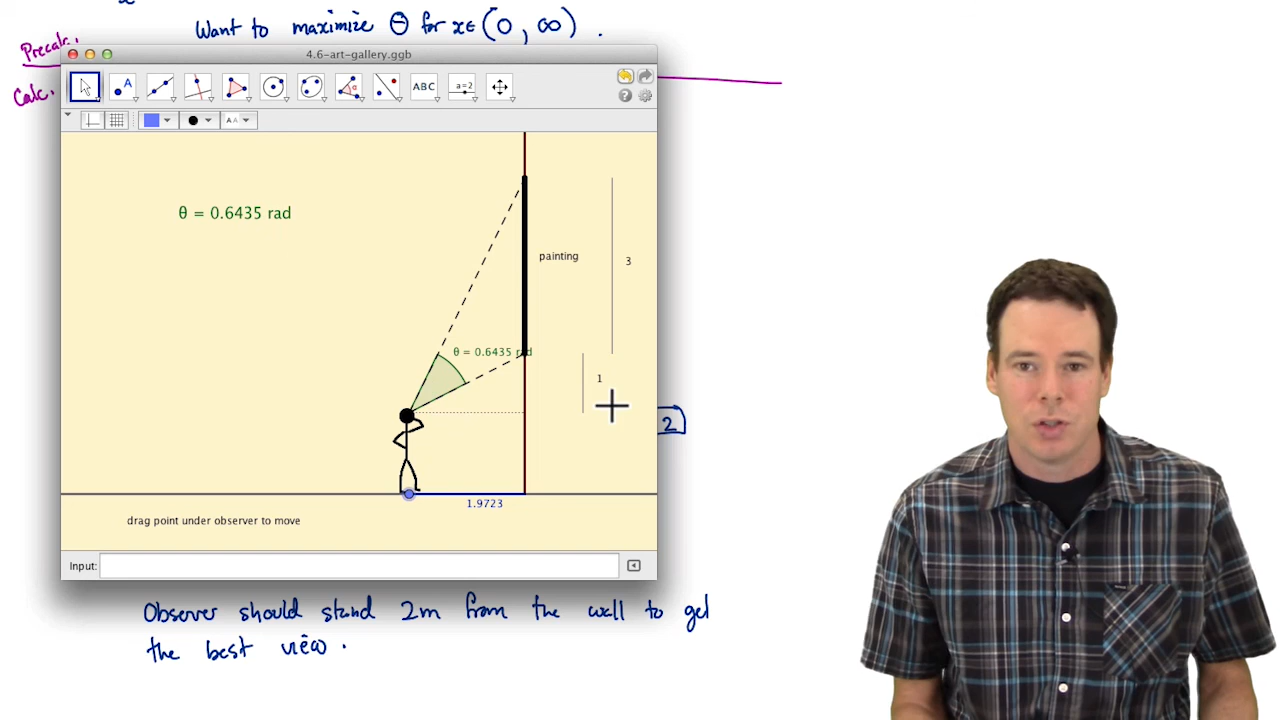 Want to maximize Θ for x∈(0, ∞).
Precalc.
Calc.
4.6-art-gallery.ggb
A
α
ABC
a=2
A A
θ = 0.6435 rad
painting
3
θ = 0.6435 rad
1
2
1.9723
drag point under observer to move
Input:
Observer should stand 2m from the wall to get
the best view.